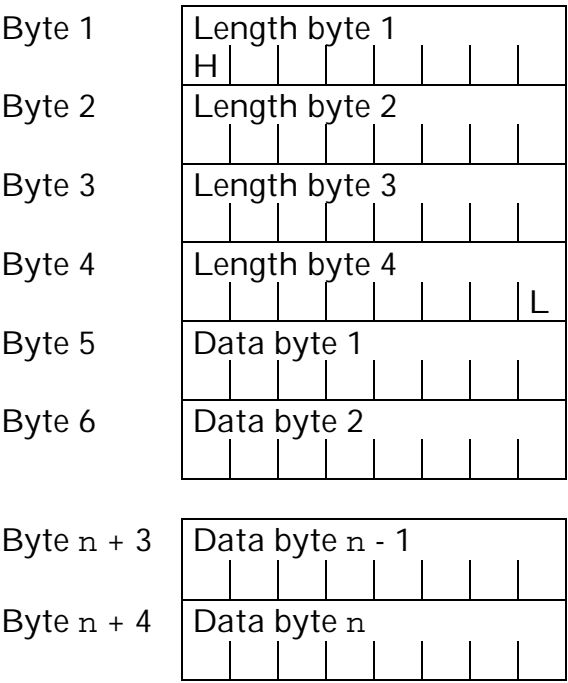 Byte 1 Length byte 1
H
Byte 2 Length byte 2
Byte 3 Length byte 3
Byte 4 Length byte 4
L
Byte 5 Data byte 1
Byte 6 Data byte 2
Byte n + 3 Data byte n - 1
Byte n + 4 Data byte n